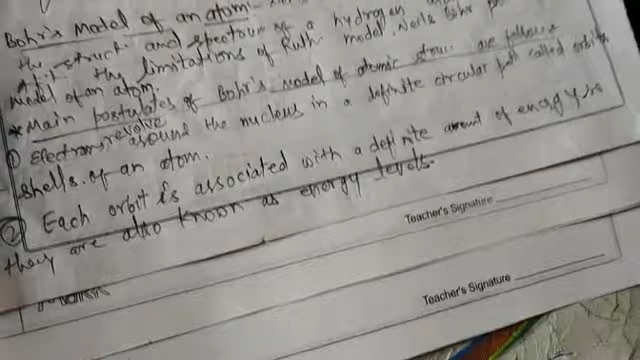 Bohr's Model of an atom:
the struct and spectrum of a hydrogen
the limitations of Ruth model, Neils Bohr
model of an atom.
* Main postulates of Bohr's model of atomic are follows
① Electrons revolve around the nucleus in a definite circular path called orbits
shells of an atom.
② Each orbit is associated with a definite amount of energy
they are also known as energy levels.
Teacher's Signature
Teacher's Signature